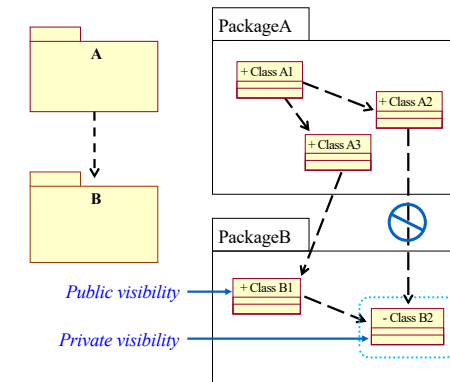 A
B
PackageA
+ Class A1
+ Class A2
+ Class A3
PackageB
Public visibility
+ Class B1
Private visibility
- Class B2